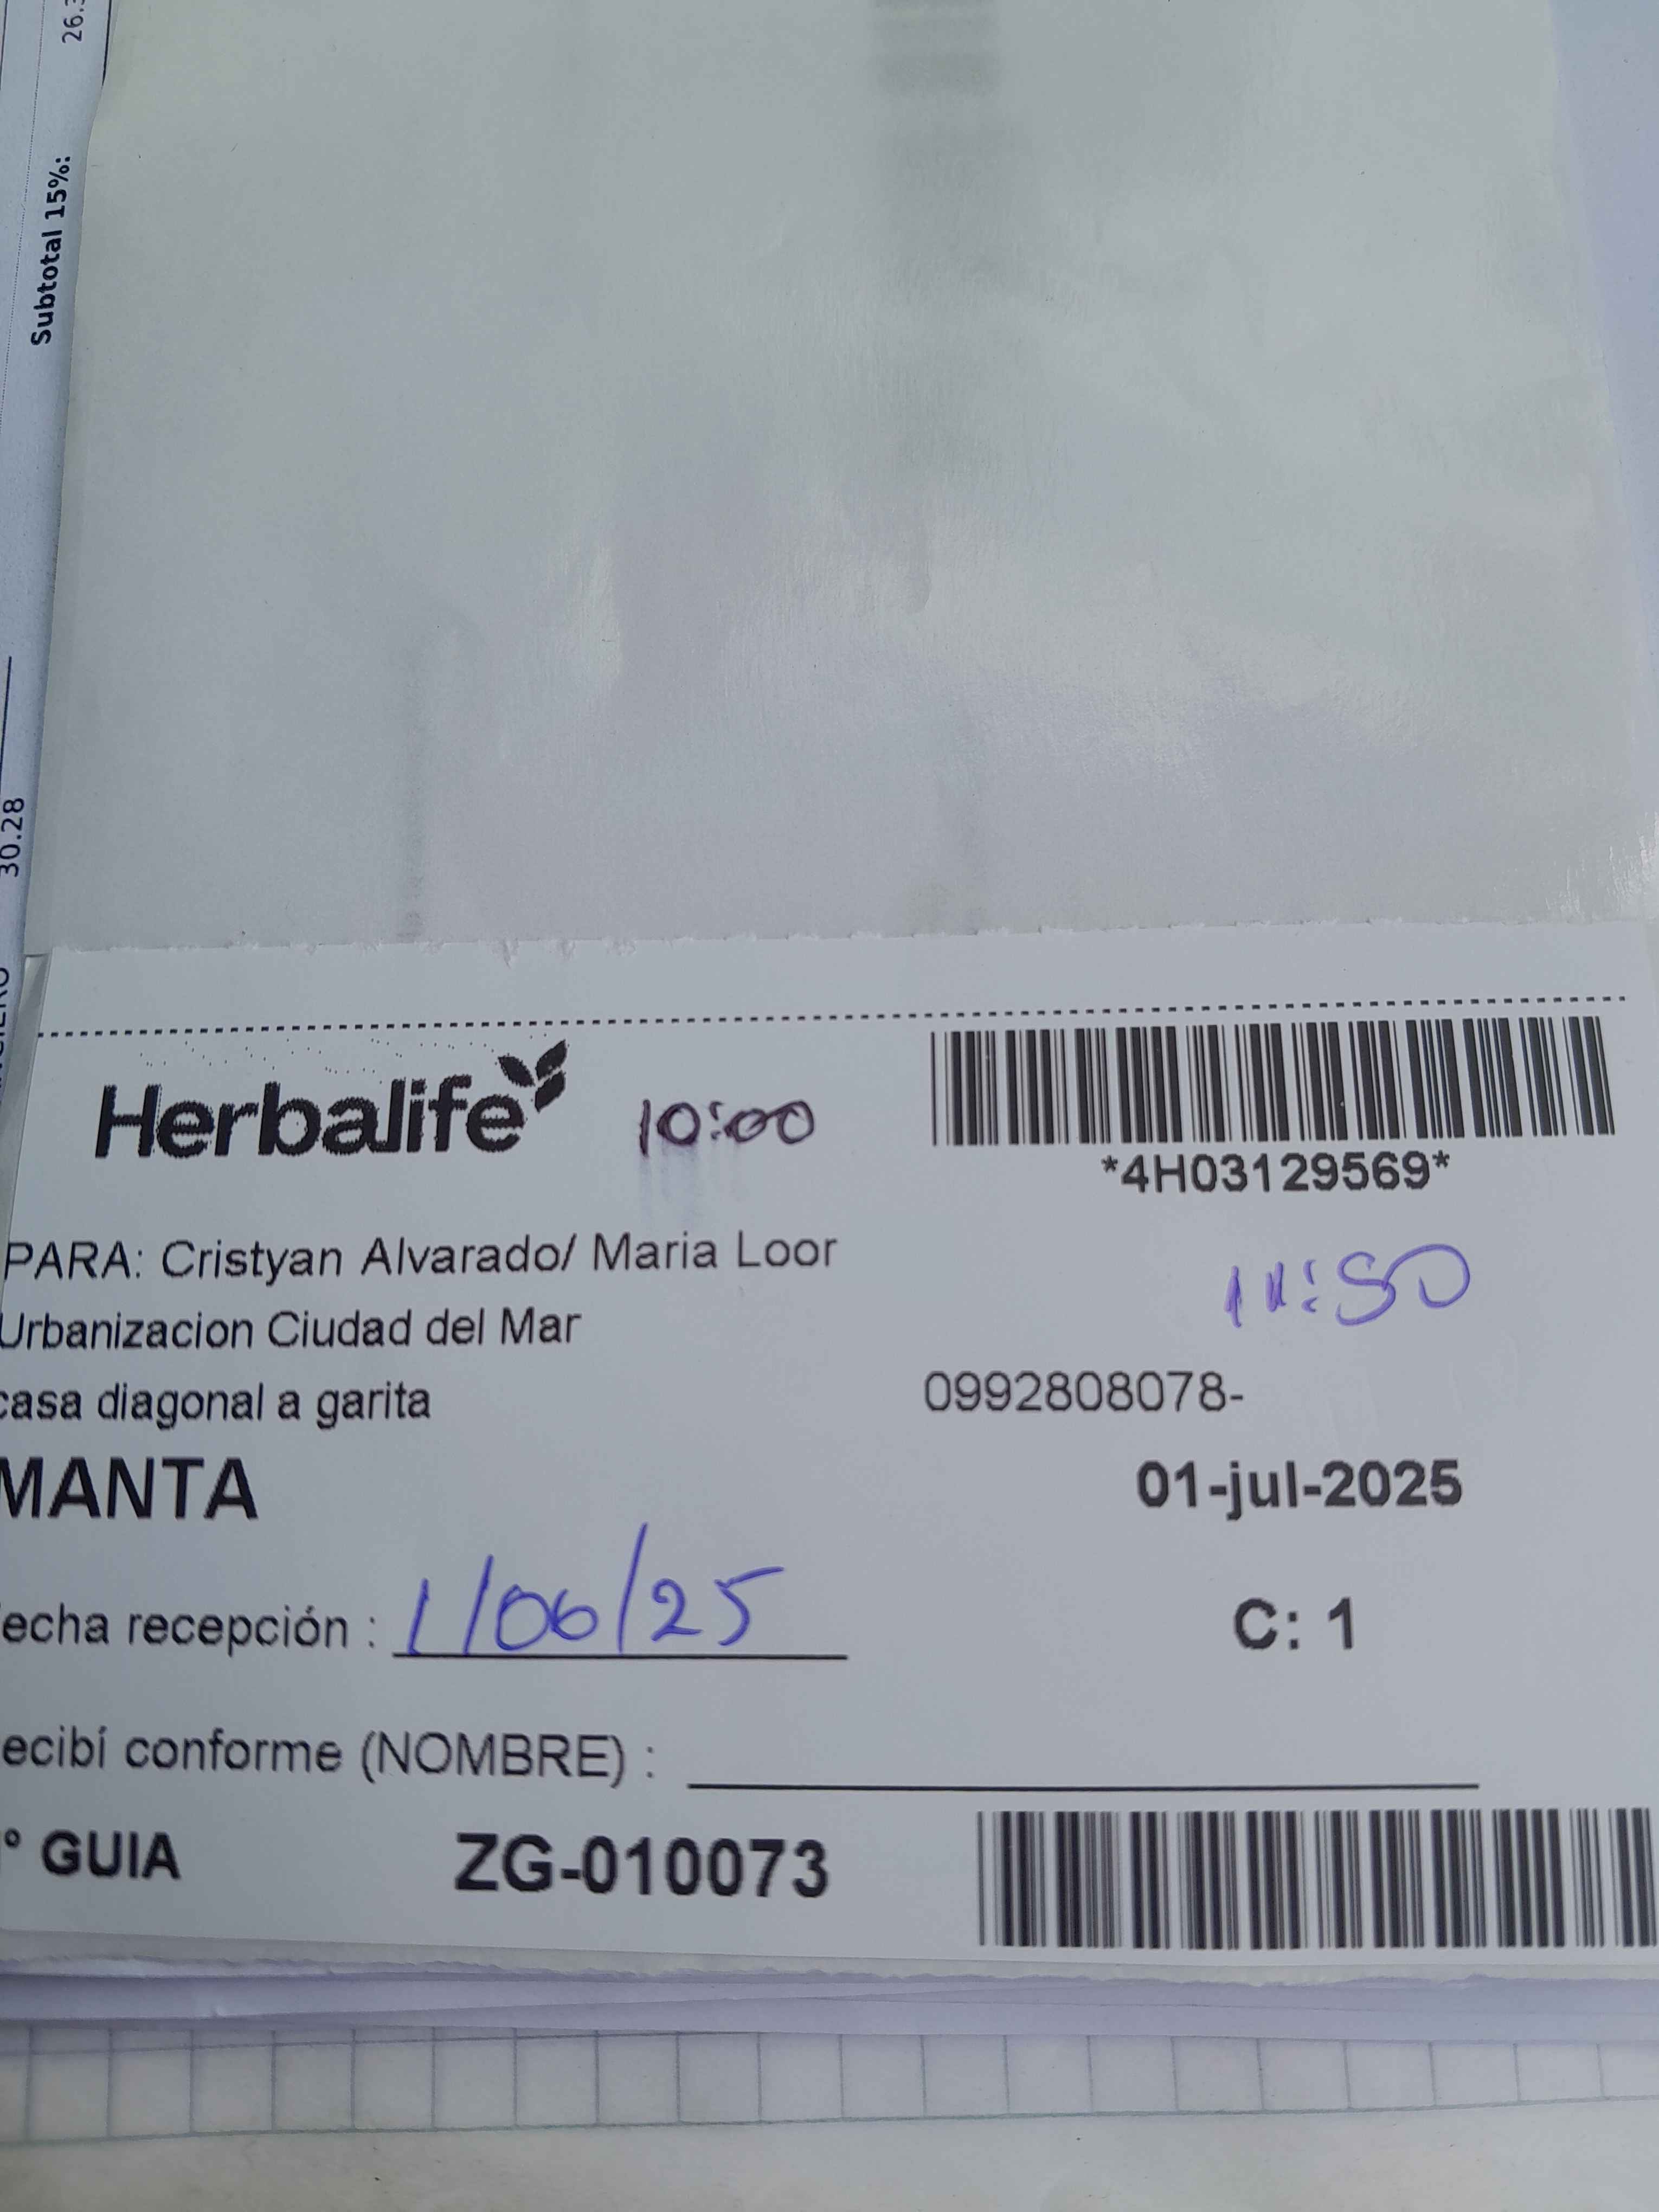 Subtotal 15%:
30.28
Herbalife
10:00
*4H03129569*
PARA: Cristyan Alvarado/ Maria Loor
11:50
Urbanizacion Ciudad del Mar
casa diagonal a garita
0992808078-
MANTA
01-jul-2025
echa recepción : 1/06/25
C: 1
ecibí conforme (NOMBRE) :
° GUIA ZG-010073